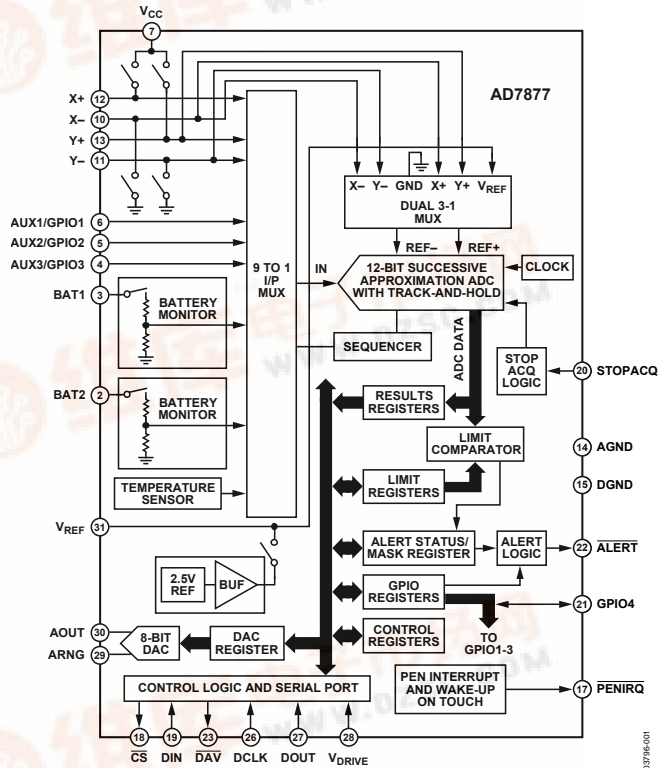 VCC
7
AD7877
X+ 12
X– 10
Y+ 13
Y– 11
X– Y– GND X+ Y+ VREF
DUAL 3-1
MUX
REF– REF+
AUX1/GPIO1 6
AUX2/GPIO2 5
AUX3/GPIO3 4
9 TO 1
I/P
MUX
IN
12-BIT SUCCESSIVE
APPROXIMATION ADC
WITH TRACK-AND-HOLD
CLOCK
BAT1 3
BATTERY
MONITOR
SEQUENCER
ADC DATA
STOP
ACQ
LOGIC
20 STOPACQ
BAT2 2
BATTERY
MONITOR
RESULTS
REGISTERS
LIMIT
COMPARATOR
14 AGND
TEMPERATURE
SENSOR
LIMIT
REGISTERS
15 DGND
VREF 31
ALERT STATUS/
MASK REGISTER
ALERT
LOGIC
22 ALERT
2.5V
REF
BUF
GPIO
REGISTERS
21 GPIO4
TO
GPIO1-3
AOUT 30
ARNG 29
8-BIT
DAC
DAC
REGISTER
CONTROL
REGISTERS
CONTROL LOGIC AND SERIAL PORT
PEN INTERRUPT
AND WAKE-UP
ON TOUCH
17 PENIRQ
18 19 23 26 27 28
CS DIN DAV DCLK DOUT VDRIVE
03796-001